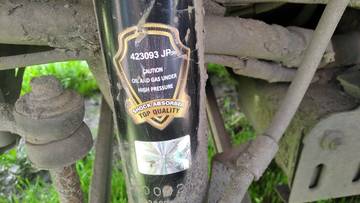 423093 JP
CAUTION
OIL AND GAS UNDER
HIGH PRESSURE
SHOCK ABSORBER
TOP QUALITY